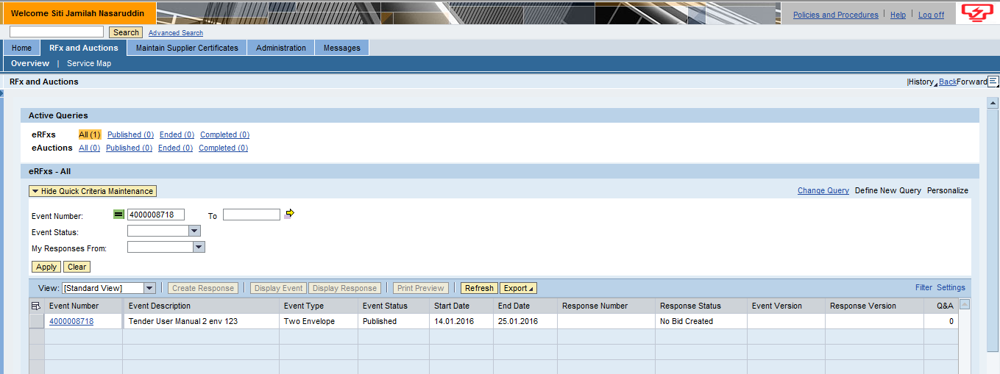 Welcome Siti Jamilah Nasaruddin
Policies and Procedures Help Log off
Search Advanced Search
Home RFx and Auctions Maintain Supplier Certificates Administration Messages
Overview | Service Map
RFx and Auctions
|History Back Forward
Active Queries
eRFxs All (1) Published (0) Ended (0) Completed (0)
eAuctions All (0) Published (0) Ended (0) Completed (0)
eRFxs - All
Hide Quick Criteria Maintenance Change Query Define New Query Personalize
Event Number: 4000008718 To
Event Status:
My Responses From:
Apply Clear
View: [Standard View] Create Response Display Event Display Response Print Preview Refresh Export Filter Settings
Event Number Event Description Event Type Event Status Start Date End Date Response Number Response Status Event Version Response Version Q&A
4000008718 Tender User Manual 2 env 123 Two Envelope Published 14.01.2016 25.01.2016 No Bid Created 0